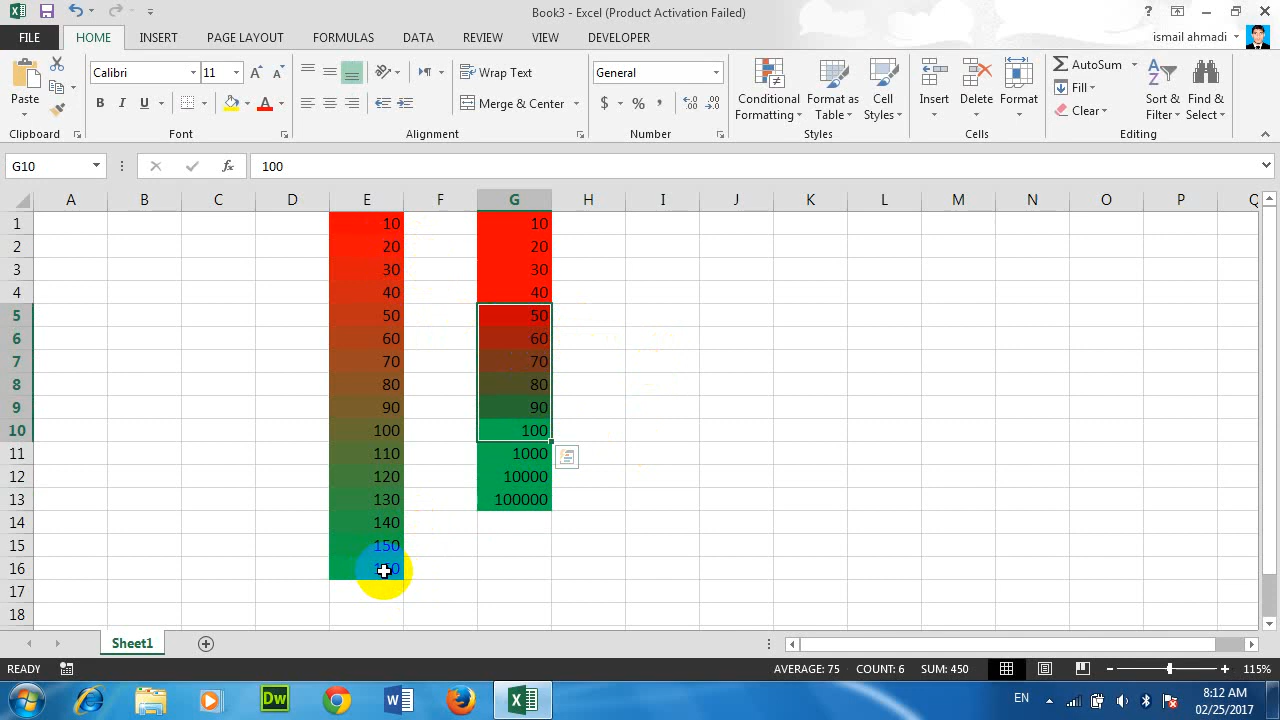 Book3 - Excel (Product Activation Failed)
FILE HOME INSERT PAGE LAYOUT FORMULAS DATA REVIEW VIEW DEVELOPER ismail ahmadi
Calibri 11 Wrap Text General AutoSum
Paste B I U Merge & Center $ % , Conditional Formatting Format as Table Cell Styles Insert Delete Format Fill Clear Sort & Filter Find & Select
Clipboard Font Alignment Number Styles Cells Editing
G10 fx 100
A B C D E F G H I J K L M N O P Q
1 10 10
2 20 20
3 30 30
4 40 40
5 50 50
6 60 60
7 70 70
8 80 80
9 90 90
10 100 100
11 110 1000
12 120 10000
13 130 100000
14 140
15 150
16
17
18
Sheet1
READY AVERAGE: 75 COUNT: 6 SUM: 450 115%
EN 8:12 AM
02/25/2017